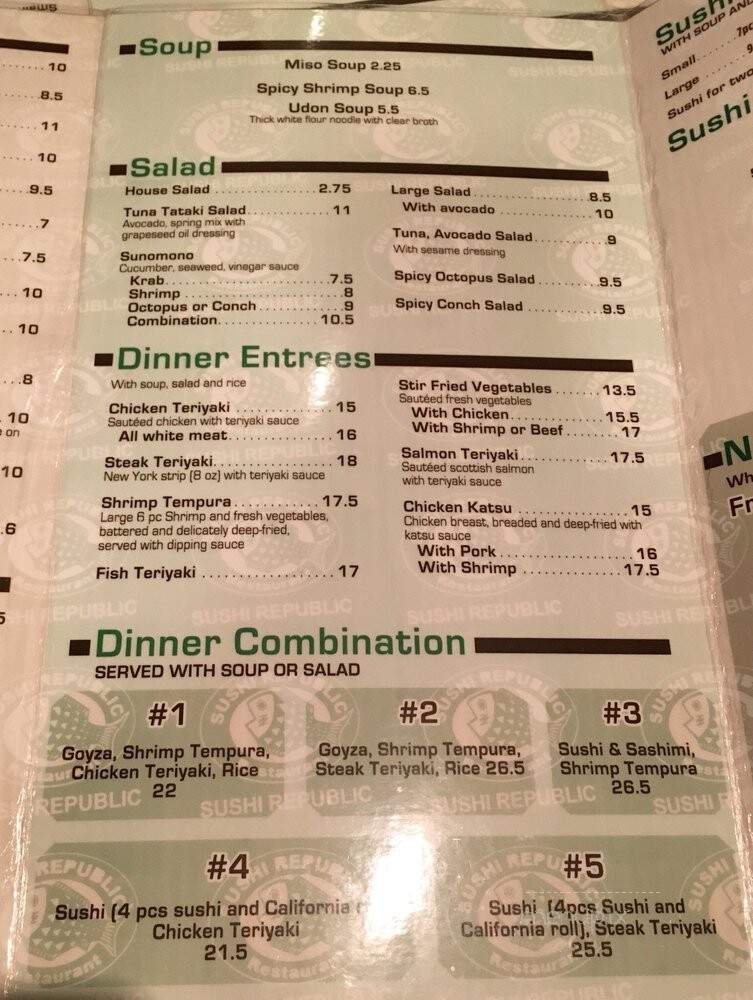 Soup
Miso Soup 2.25
Spicy Shrimp Soup 6.5
Udon Soup 5.5
Thick white flour noodle with clear broth
Salad
House Salad ................ 2.75
Tuna Tataki Salad............. 11
Avocado, spring mix with
grapeseed oil dressing
Sunomono
Cucumber, seaweed, vinegar sauce
Krab........................ 7.5
Shrimp ..................... 8
Octopus or Conch............ 9
Combination................ 10.5
Large Salad................. 8.5
With avocado ............... 10
Tuna, Avocado Salad.......... 9
With sesame dressing
Spicy Octopus Salad ......... 9.5
Spicy Conch Salad .......... 9.5
Dinner Entrees
With soup, salad and rice
Chicken Teriyaki .............. 15
Sautéed chicken with teriyaki sauce
All white meat............... 16
Steak Teriyaki................ 18
New York strip (8 oz) with teriyaki sauce
Shrimp Tempura............ 17.5
Large 6 pc Shrimp and fresh vegetables,
battered and delicately deep-fried,
served with dipping sauce
Fish Teriyaki .................. 17
Stir Fried Vegetables ...... 13.5
Sautéed fresh vegetables
With Chicken............. 15.5
With Shrimp or Beef....... 17
Salmon Teriyaki............ 17.5
Sautéed scottish salmon
with teriyaki sauce
Chicken Katsu ............... 15
Chicken breast, breaded and deep-fried with
katsu sauce
With Pork ................. 16
With Shrimp ............. 17.5
Dinner Combination
SERVED WITH SOUP OR SALAD
#1
Goyza, Shrimp Tempura,
Chicken Teriyaki, Rice
22
#2
Goyza, Shrimp Tempura,
Steak Teriyaki, Rice 26.5
#3
Sushi & Sashimi,
Shrimp Tempura
26.5
#4
Sushi (4 pcs sushi and California
Chicken Teriyaki
21.5
#5
Sushi (4pcs Sushi and
California roll), Steak Teriyaki
25.5
SUSHI REPUBLIC
Restaurant
10
8.5
11
10
9.5
7
7.5
10
10
8
10
10
.6
Sushi
WITH SOUP AND
Small
Large
Sushi for two
Sushi